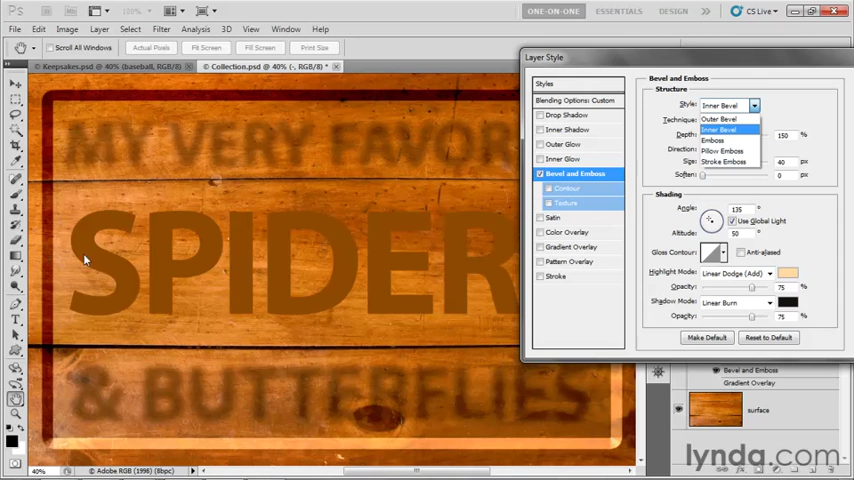 Ps 120% ONE-ON-ONE ESSENTIALS DESIGN CS Live
File Edit Image Layer Select Filter Analysis 3D View Window Help
Scroll All Windows Actual Pixels Fit Screen Fill Screen Print Size
Keepsakes.psd @ 40% (baseball, RGB/8) × Collection.psd @ 40% (-, RGB/8) * ×
MY VERY FEW
SPIDER
& BUTTERFLIES
40% Adobe RGB (1998) (8bpc)
Layer Style
Styles
Blending Options: Custom
Drop Shadow
Inner Shadow
Outer Glow
Inner Glow
Bevel and Emboss
Contour
Texture
Satin
Color Overlay
Gradient Overlay
Pattern Overlay
Stroke
Bevel and Emboss
Structure
Style: Inner Bevel
Outer Bevel
Technique: Inner Bevel
Depth: Emboss 150 %
Direction: Pillow Emboss
Size: Stroke Emboss 40 px
Soften: 0 px
Shading
Angle: 135 °
Use Global Light
Altitude: 50 °
Gloss Contour: Anti-aliased
Highlight Mode: Linear Dodge (Add)
Opacity: 75 %
Shadow Mode: Linear Burn
Opacity: 75 %
Make Default Reset to Default
Bevel and Emboss
Gradient Overlay
surface
lynda.com